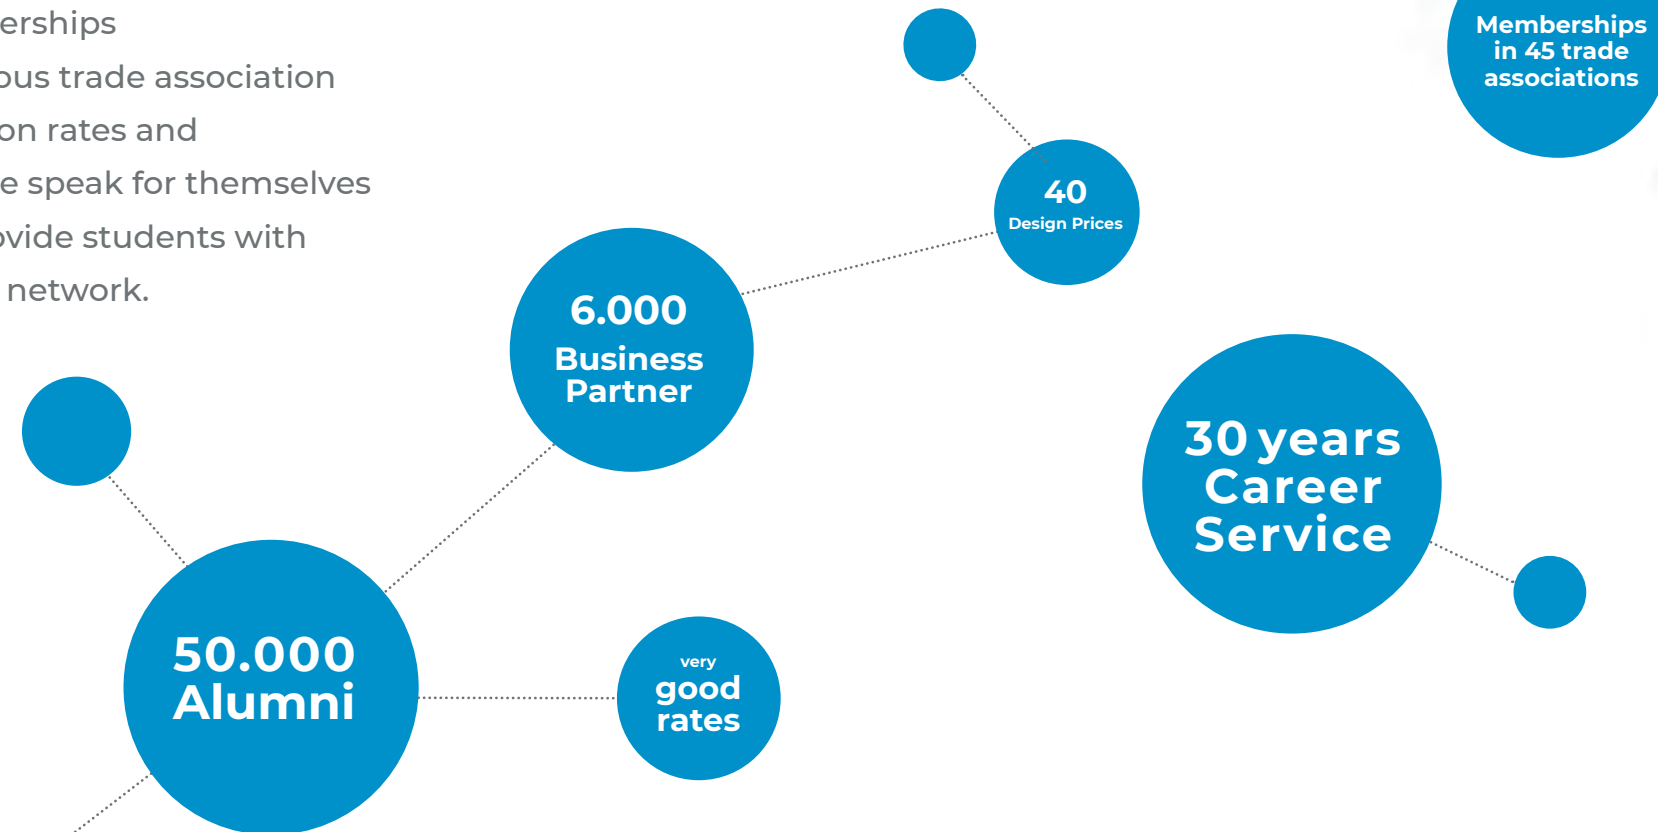 erships
ous trade association
on rates and
e speak for themselves
ovide students with
network.
Memberships
in 45 trade
associations
40
Design Prices
6.000
Business
Partner
30 years
Career
Service
50.000
Alumni
very
good
rates